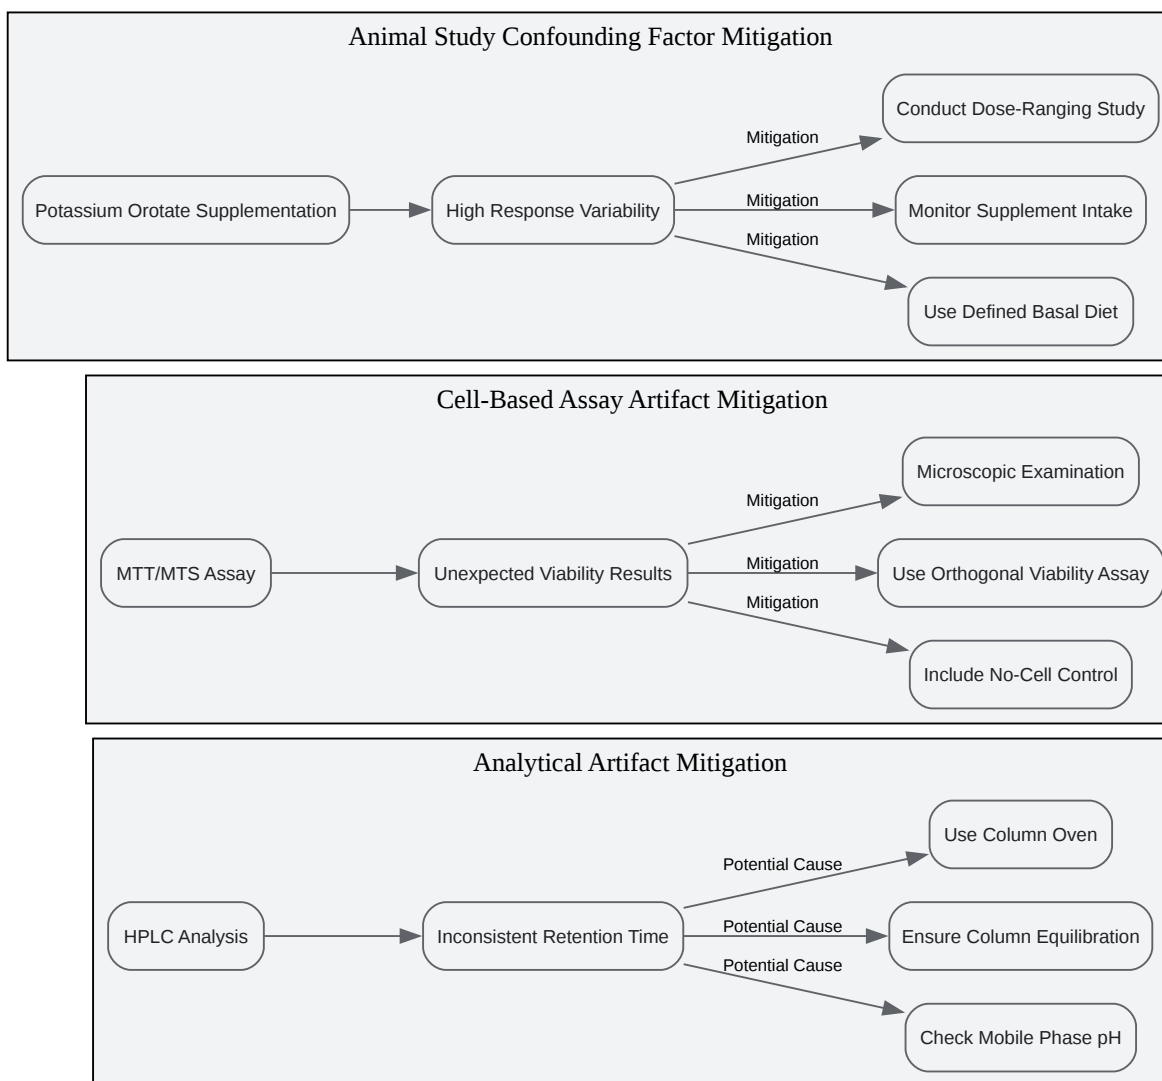 Animal Study Confounding Factor Mitigation
Conduct Dose-Ranging Study
Mitigation
Potassium Orotate Supplementation
High Response Variability
Mitigation
Monitor Supplement Intake
Mitigation
Use Defined Basal Diet
Cell-Based Assay Artifact Mitigation
Microscopic Examination
Mitigation
MTT/MTS Assay
Unexpected Viability Results
Mitigation
Use Orthogonal Viability Assay
Mitigation
Include No-Cell Control
Analytical Artifact Mitigation
Use Column Oven
Potential Cause
HPLC Analysis
Inconsistent Retention Time
Potential Cause
Ensure Column Equilibration
Potential Cause
Check Mobile Phase pH